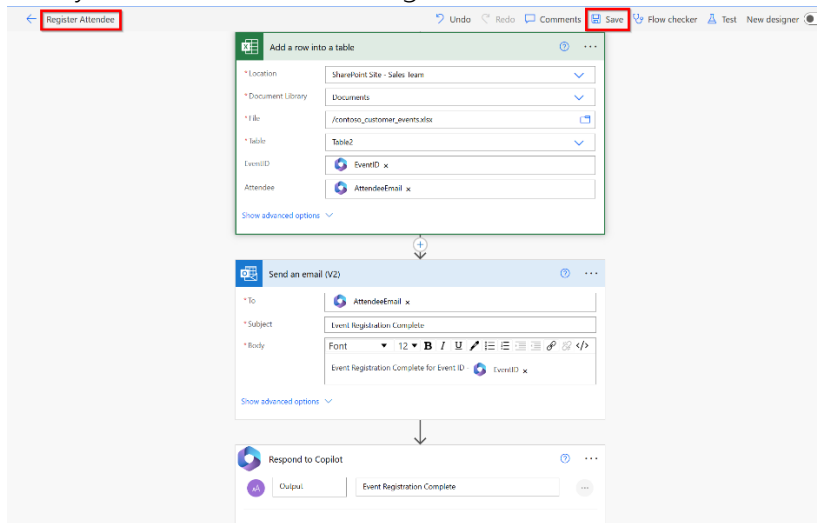 Register Attendee
Undo Redo Comments Save Flow checker Test New designer
Add a row into a table
* Location SharePoint Site - Sales Team
* Document Library Documents
* File /contoso_customer_events.xlsx
* Table Table2
EventID EventID ×
Attendee AttendeeEmail ×
Show advanced options
Send an email (V2)
* To AttendeeEmail ×
* Subject Event Registration Complete
* Body Font 12 B I U </>
Event Registration Complete for Event ID - EventID ×
Show advanced options
Respond to Copilot
AA Output Event Registration Complete